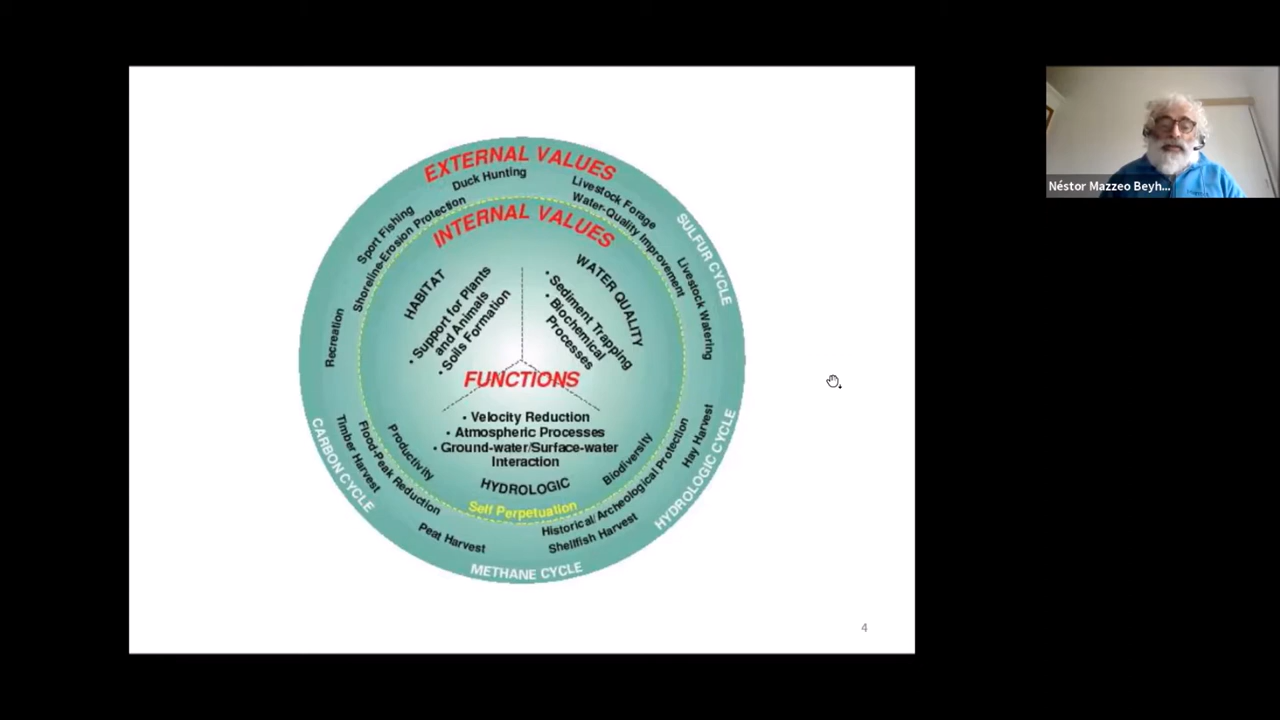 EXTERNAL VALUES
Duck Hunting
Livestock Forage
Water-Quality Improvement
Sport Fishing
Shoreline-Erosion Protection
INTERNAL VALUES
SULFUR CYCLE
Livestock Watering
Recreation
HABITAT
• Support for Plants
and Animals
• Soils Formation
WATER QUALITY
• Sediment Trapping
• Biochemical
Processes
FUNCTIONS
• Velocity Reduction
• Atmospheric Processes
• Ground-water/Surface-water
Interaction
HYDROLOGIC
Productivity
Biodiversity
Self Perpetuation
Flood-Peak Reduction
Timber Harvest
CARBON CYCLE
Peat Harvest
METHANE CYCLE
Historical/Archeological Protection
Shellfish Harvest
Hay Harvest
HYDROLOGIC CYCLE
4
Néstor Mazzeo Beyh...